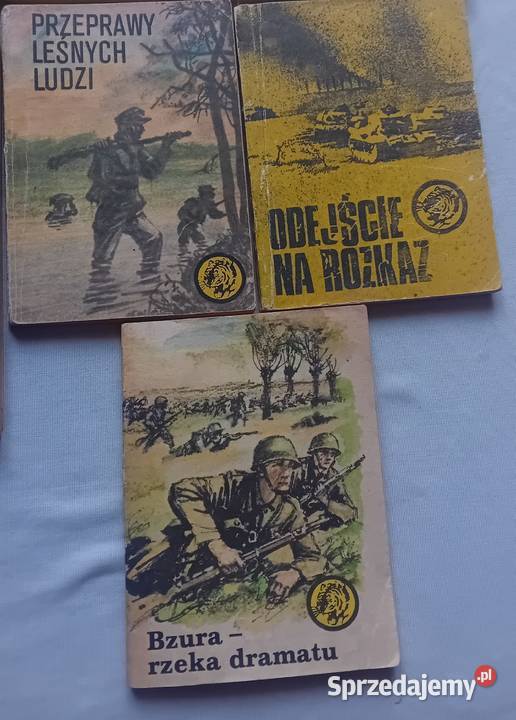 PRZEPRAWY
LEŚNYCH
LUDZI
ODEJŚCIE
NA ROZKAZ
Bzura –
rzeka dramatu
Sprzedajemy.pl